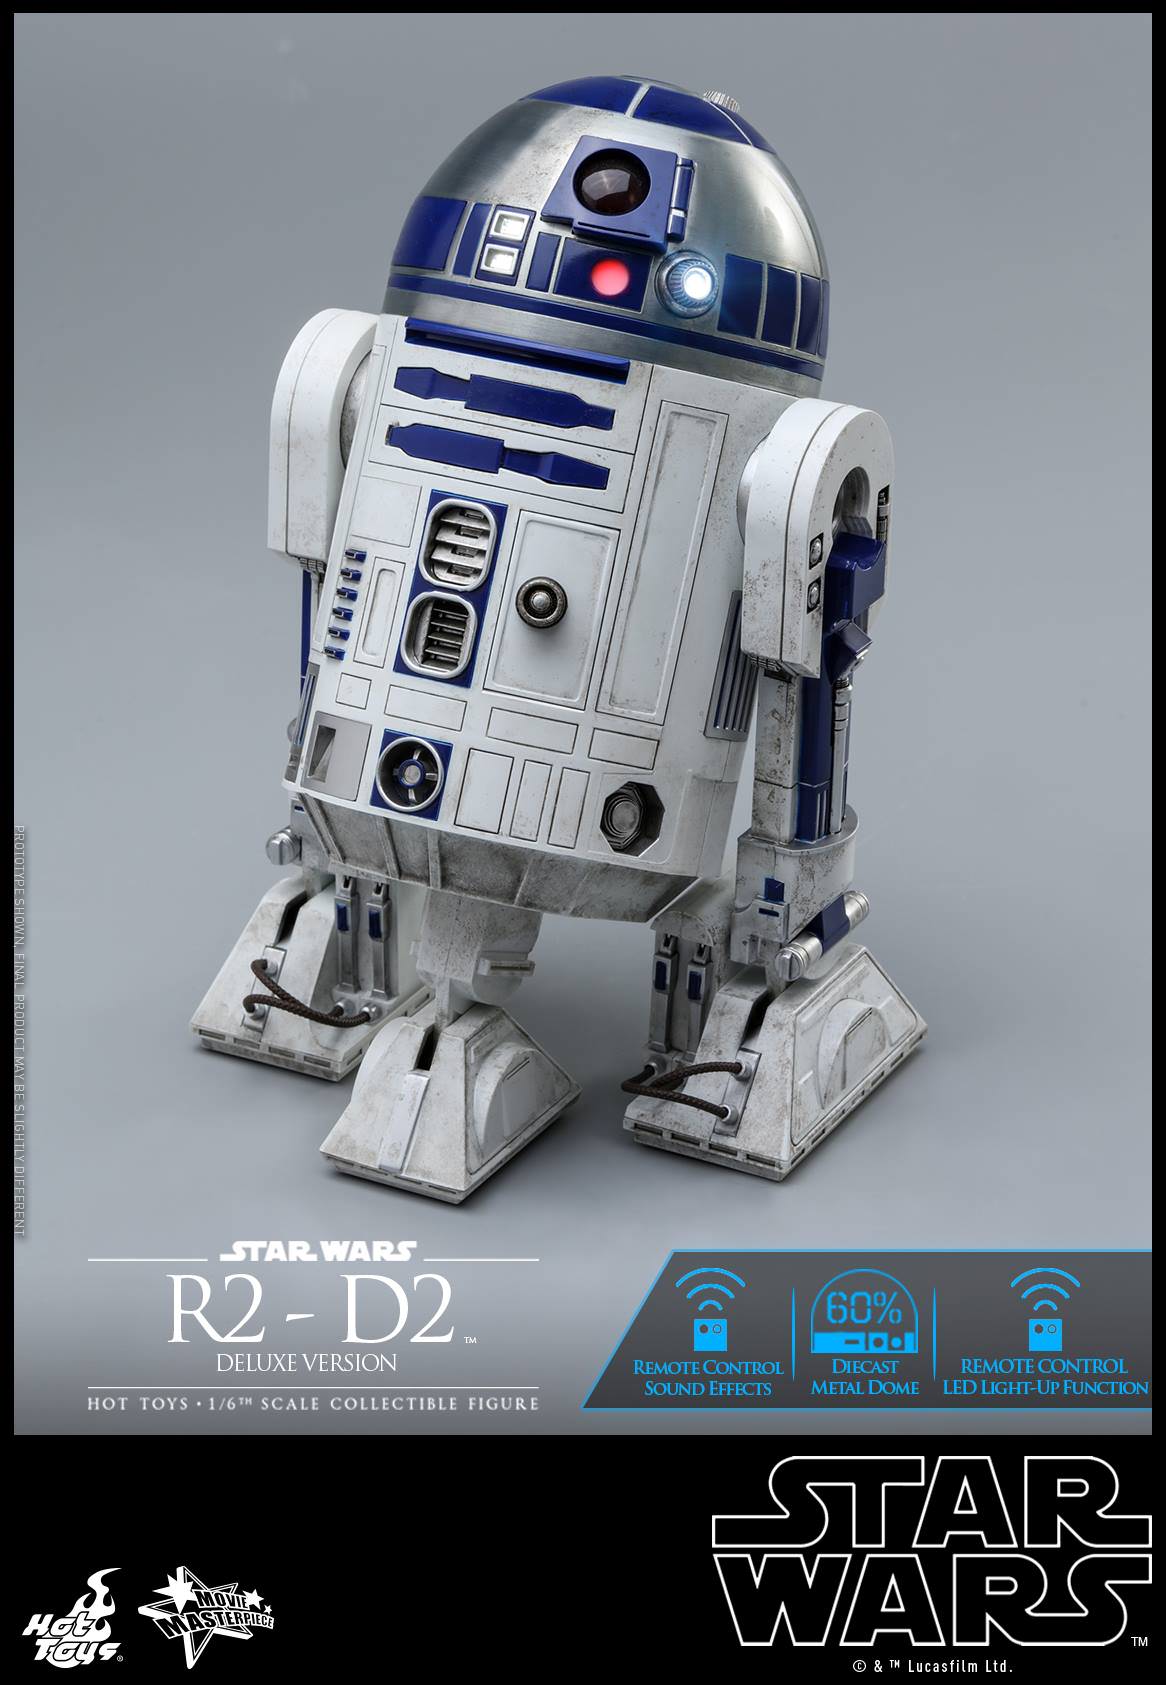 PROTOTYPE SHOWN, FINAL PRODUCT MAY BE SLIGHTLY DIFFERENT
STAR WARS
R2 - D2 ™
DELUXE VERSION
HOT TOYS • 1/6TH SCALE COLLECTIBLE FIGURE
REMOTE CONTROL
SOUND EFFECTS
60%
DIECAST
METAL DOME
REMOTE CONTROL
LED LIGHT-UP FUNCTION
STAR
WARS ™
© & ™ Lucasfilm Ltd.
Hot
Toys ®
MOVIE
MASTERPIECE